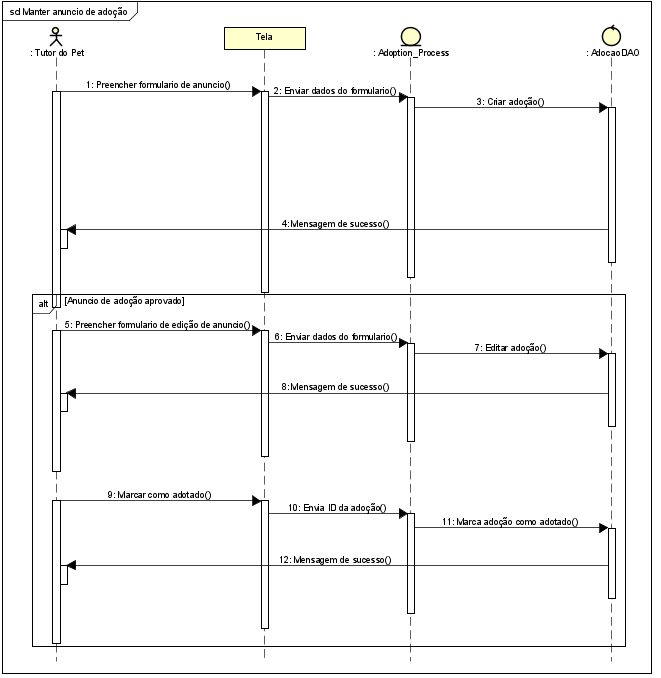 sd Manter anuncio de adoção
: Tutor do Pet
Tela
: Adoption_Process
: AdocaoDAO
1: Preencher formulario de anuncio()
2: Enviar dados do formulario()
3: Criar adoção()
4:Mensagem de sucesso()
alt
[Anuncio de adoção aprovado]
5: Preencher formulario de edição de anuncio()
6: Enviar dados do formulario()
7: Editar adoção()
8:Mensagem de sucesso()
9: Marcar como adotado()
10: Envia ID da adoção()
11: Marca adoção como adotado()
12: Mensagem de sucesso()